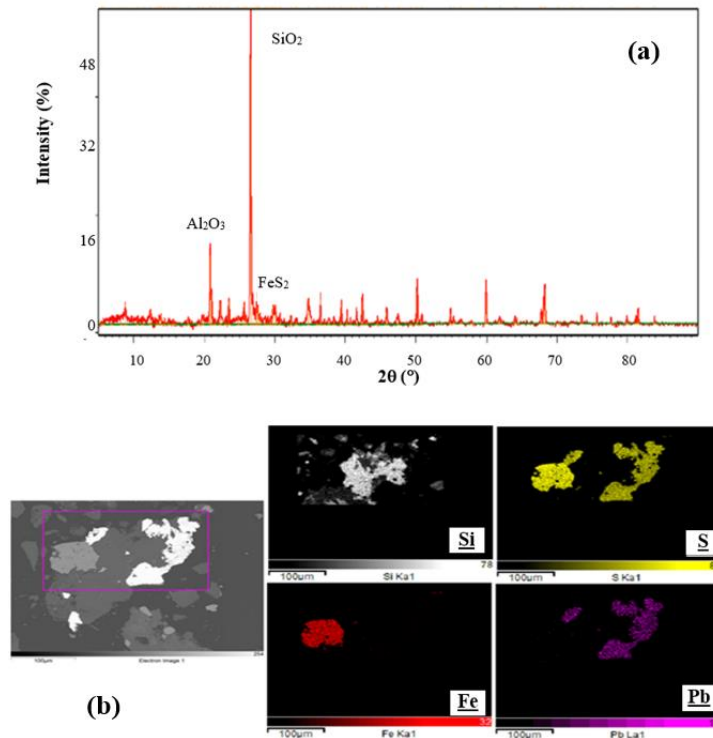 (a)
SiO₂
48
32
Intensity (%)
Al₂O₃
16
FeS₂
0
-
10 20 30 40 50 60 70 80
2θ (°)
Si
78
100µm Si Ka1
S
100µm S Ka1
100µm Electron Image 1 254
(b)
Fe
32
100µm Fe Ka1
Pb
100µm Pb La1